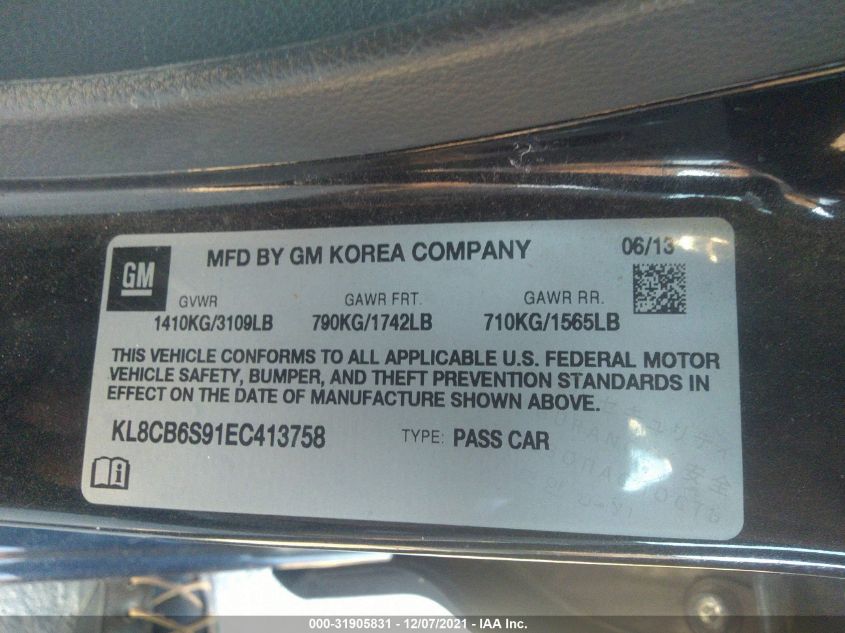 GM
MFD BY GM KOREA COMPANY
06/13
GVWR GAWR FRT. GAWR RR.
1410KG/3109LB 790KG/1742LB 710KG/1565LB
THIS VEHICLE CONFORMS TO ALL APPLICABLE U.S. FEDERAL MOTOR
VEHICLE SAFETY, BUMPER, AND THEFT PREVENTION STANDARDS IN
EFFECT ON THE DATE OF MANUFACTURE SHOWN ABOVE.
KL8CB6S91EC413758 TYPE: PASS CAR
000-31905831 - 12/07/2021 - IAA Inc.